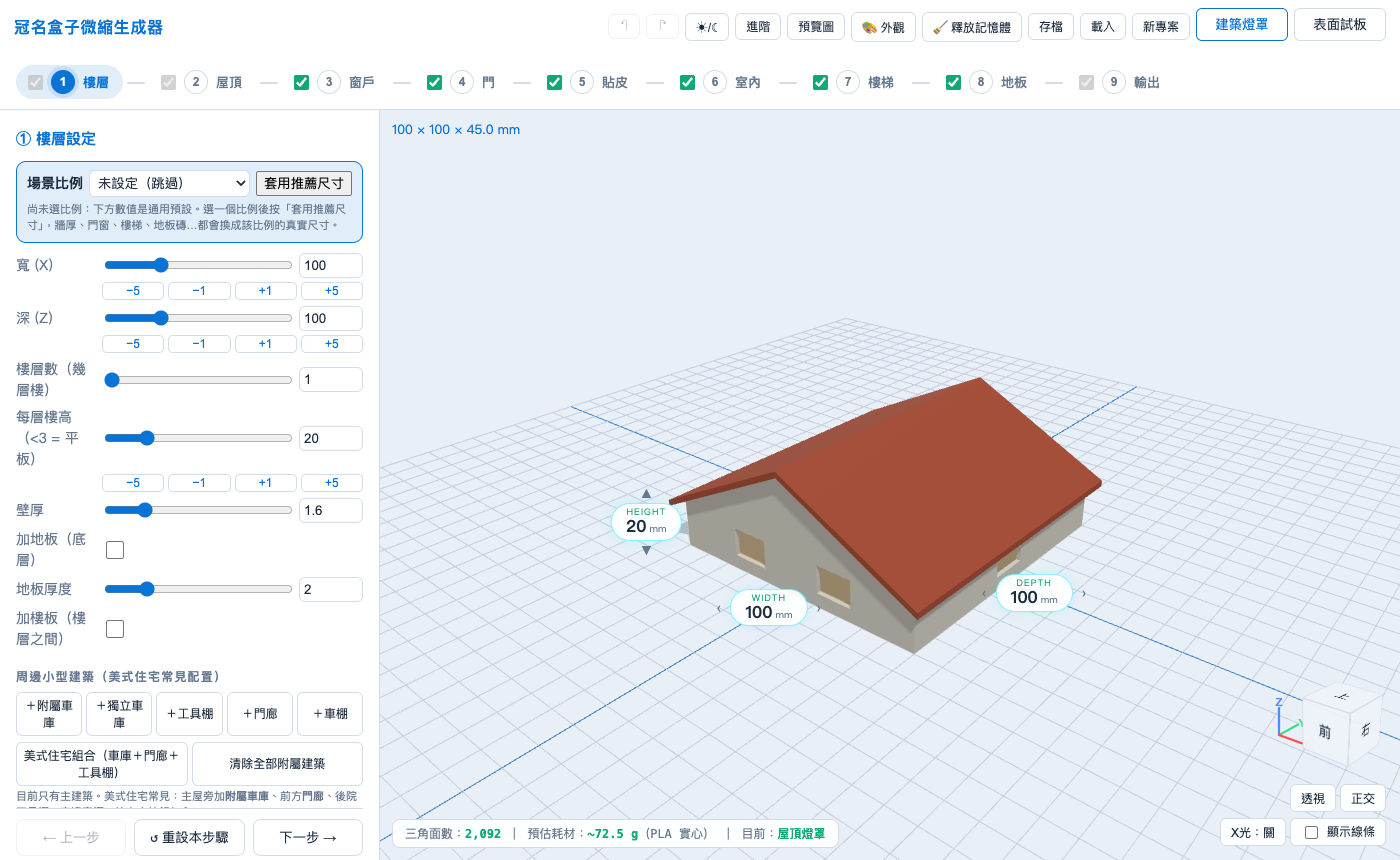 冠名盒子微縮生成器
↰
↱
☀/☾
進階
預覽圖
🎨 外觀
🧹 釋放記憶體
存檔
載入
新專案
建築燈罩
表面試板
1 樓層
2 屋頂
3 窗戶
4 門
5 貼皮
6 室內
7 樓梯
8 地板
9 輸出
① 樓層設定
場景比例 未設定（跳過） 套用推薦尺寸
尚未選比例：下方數值是通用預設。選一個比例後按「套用推薦尺
寸」，牆厚、門窗、樓梯、地板磚…都會換成該比例的真實尺寸。
寬 (X) 100
−5 −1 +1 +5
深 (Z) 100
−5 −1 +1 +5
樓層數（幾
層樓） 1
每層樓高
（<3 = 平
板） 20
−5 −1 +1 +5
壁厚 1.6
加地板（底
層）
地板厚度 2
加樓板（樓
層之間）
周邊小型建築（美式住宅常見配置）
＋附屬車
庫
＋獨立車
庫
＋工具棚
＋門廊
＋車棚
美式住宅組合（車庫＋門廊＋
工具棚）
清除全部附屬建築
目前只有主建築。美式住宅常見：主屋旁加附屬車庫、前方門廊、後院
← 上一步
↺ 重設本步驟
下一步 →
100 × 100 × 45.0 mm
▲
HEIGHT
20 mm
▼
‹ WIDTH
100 mm ›
‹ DEPTH
100 mm ›
三角面數：2,092 | 預估耗材：~72.5 g (PLA 實心) | 目前：屋頂燈罩
Z
前
右
上
透視
正交
X光：關
顯示線條